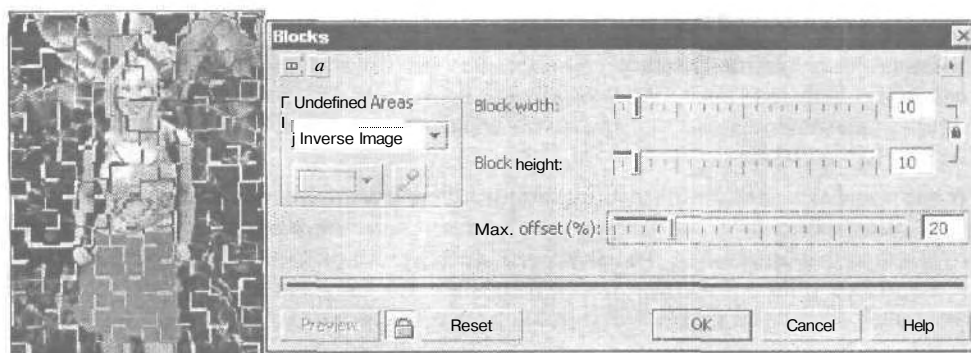 Blocks
a
Undefined Areas
Inverse Image
Block width:
10
Block height:
10
Max. offset (%):
20
Preview
Reset
OK
Cancel
Help